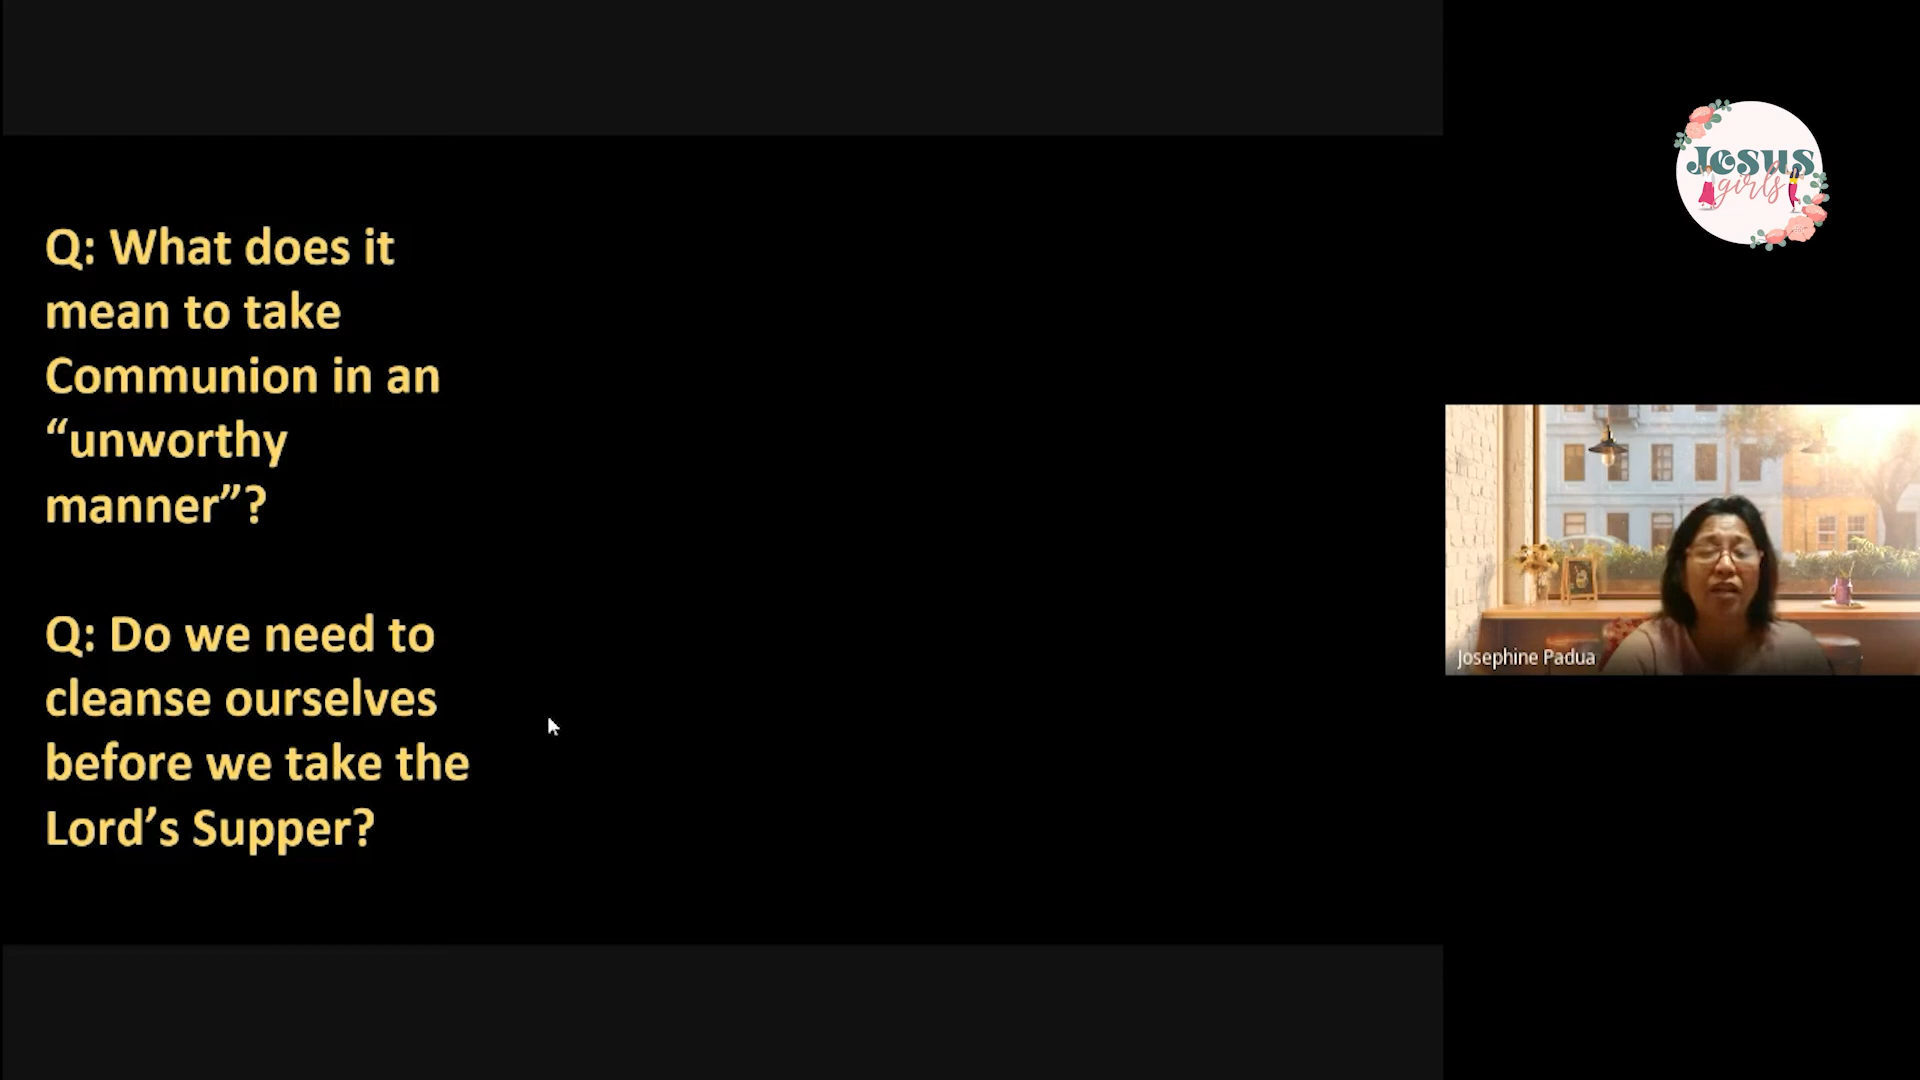 Q: What does it
mean to take
Communion in an
“unworthy
manner”?
Q: Do we need to
cleanse ourselves
before we take the
Lord’s Supper?
Jesus
girls
Josephine Padua